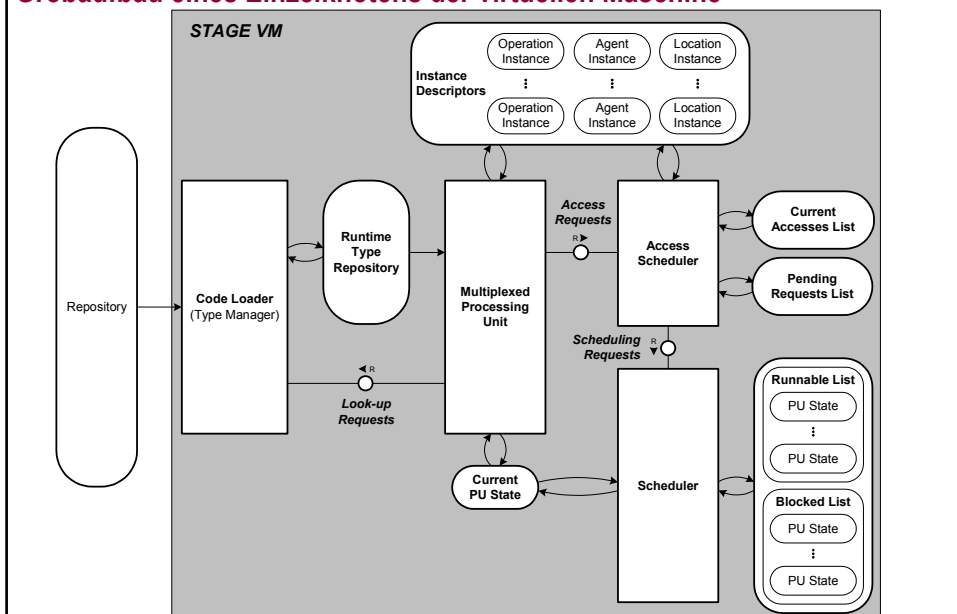 Grobaufbau eines Einzelknotens der virtuellen Maschine
STAGE VM
Instance
Descriptors
Operation
Instance
Agent
Instance
Location
Instance
Operation
Instance
Agent
Instance
Location
Instance
Repository
Code Loader
(Type Manager)
Runtime
Type
Repository
Multiplexed
Processing
Unit
Access
Requests
R
Access
Scheduler
Current
Accesses List
Pending
Requests List
Scheduling
Requests
R
R
Look-up
Requests
Current
PU State
Scheduler
Runnable List
PU State
PU State
Blocked List
PU State
PU State